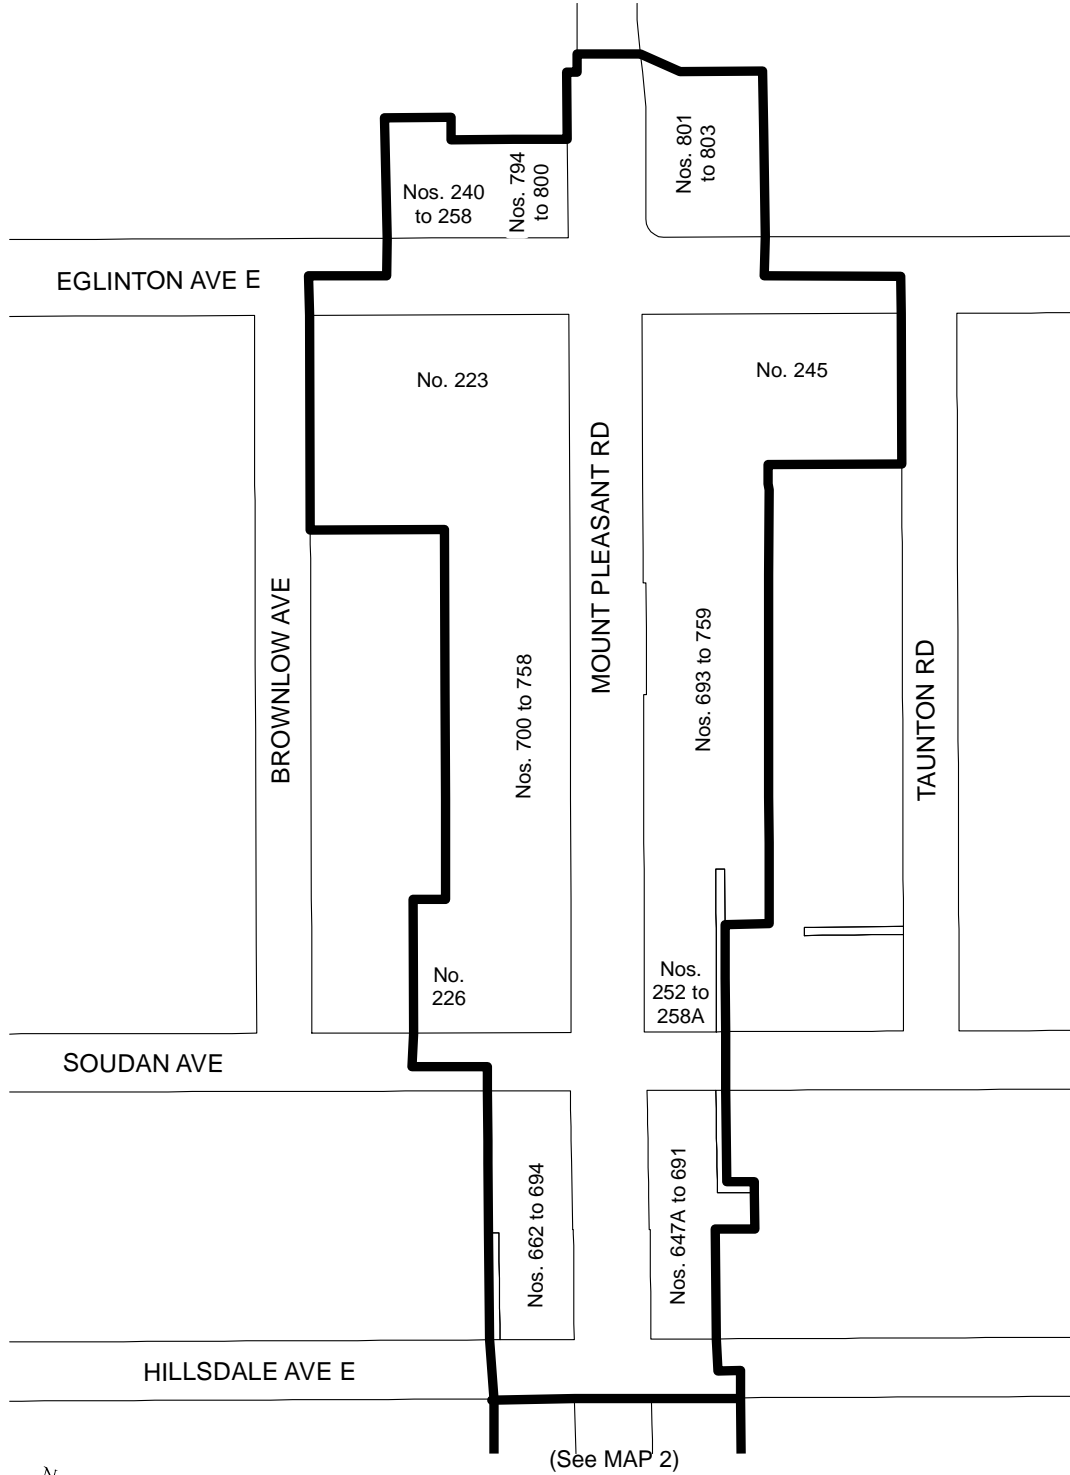 Nos. 801
to 803
Nos. 794
to 800
Nos. 240
to 258
EGLINTON AVE E
No. 223
No. 245
MOUNT PLEASANT RD
BROWNLOW AVE
Nos. 700 to 758
Nos. 693 to 759
TAUNTON RD
No.
226
Nos.
252 to
258A
SOUDAN AVE
Nos. 662 to 694
Nos. 647A to 691
HILLSDALE AVE E
(See MAP 2)
N